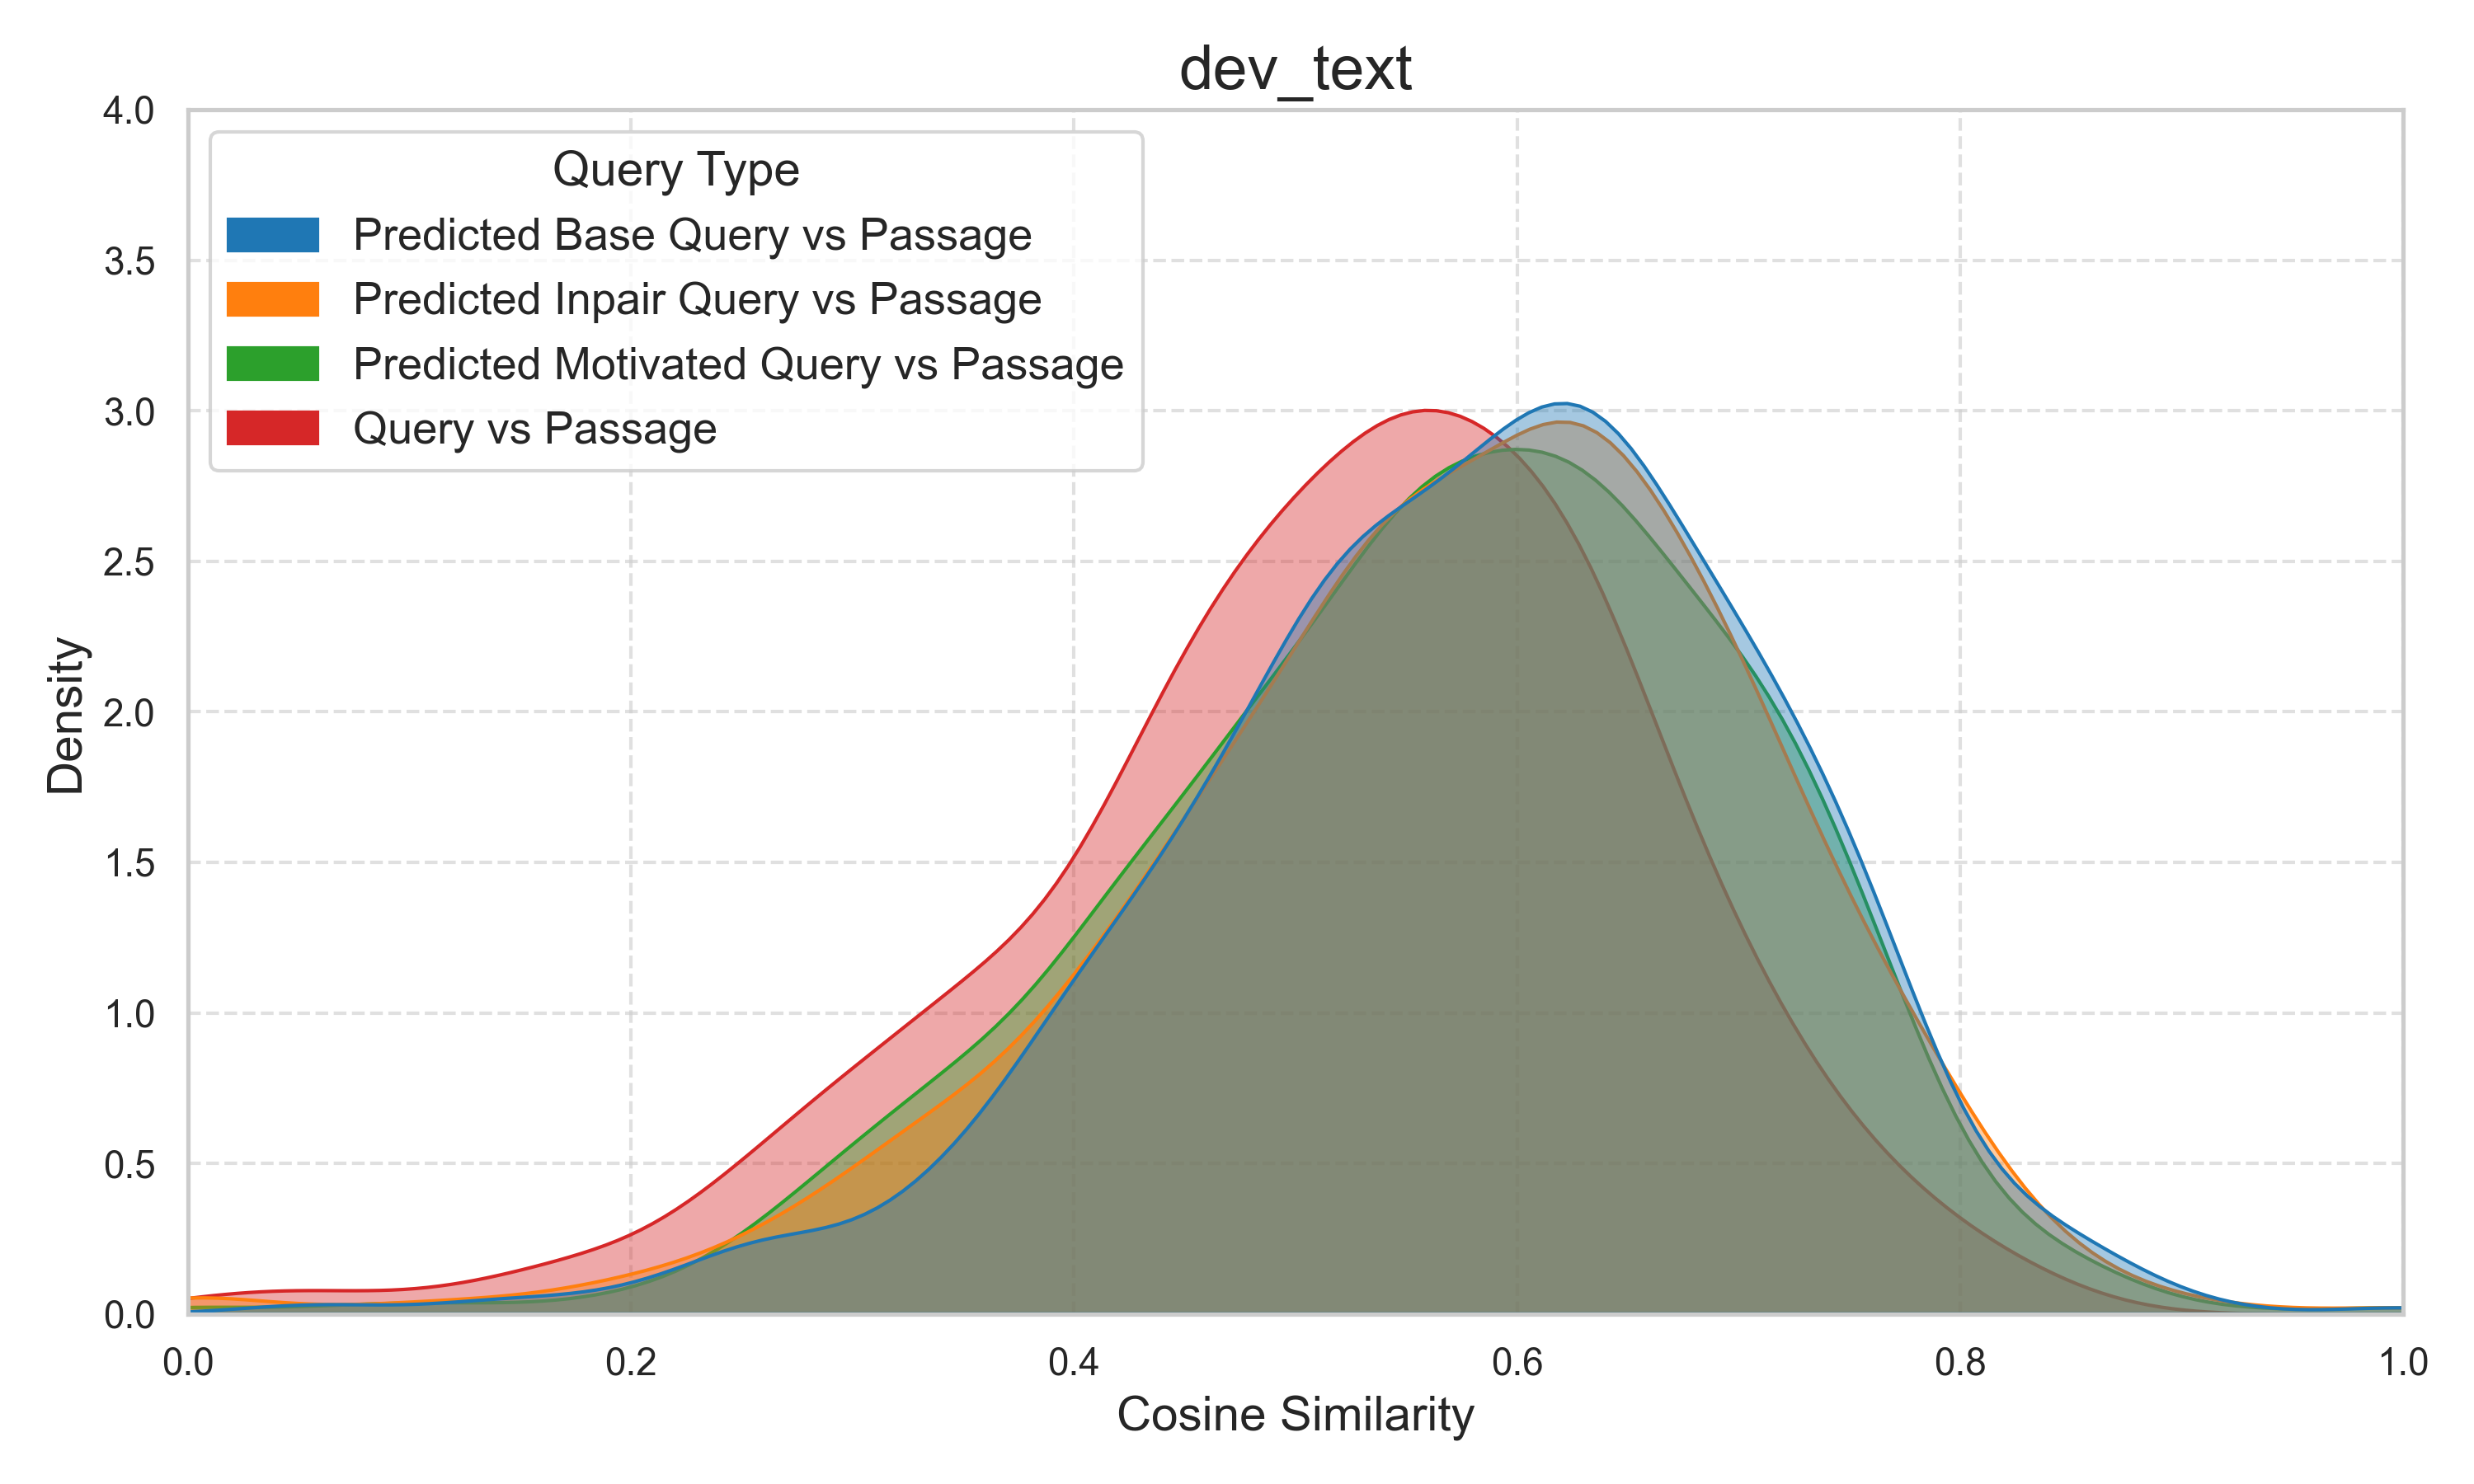 dev_text
4.0
3.5
3.0
2.5
2.0
1.5
1.0
0.5
0.0
Density
Query Type
Predicted Base Query vs Passage
Predicted Inpair Query vs Passage
Predicted Motivated Query vs Passage
Query vs Passage
0.0 0.2 0.4 0.6 0.8 1.0
Cosine Similarity